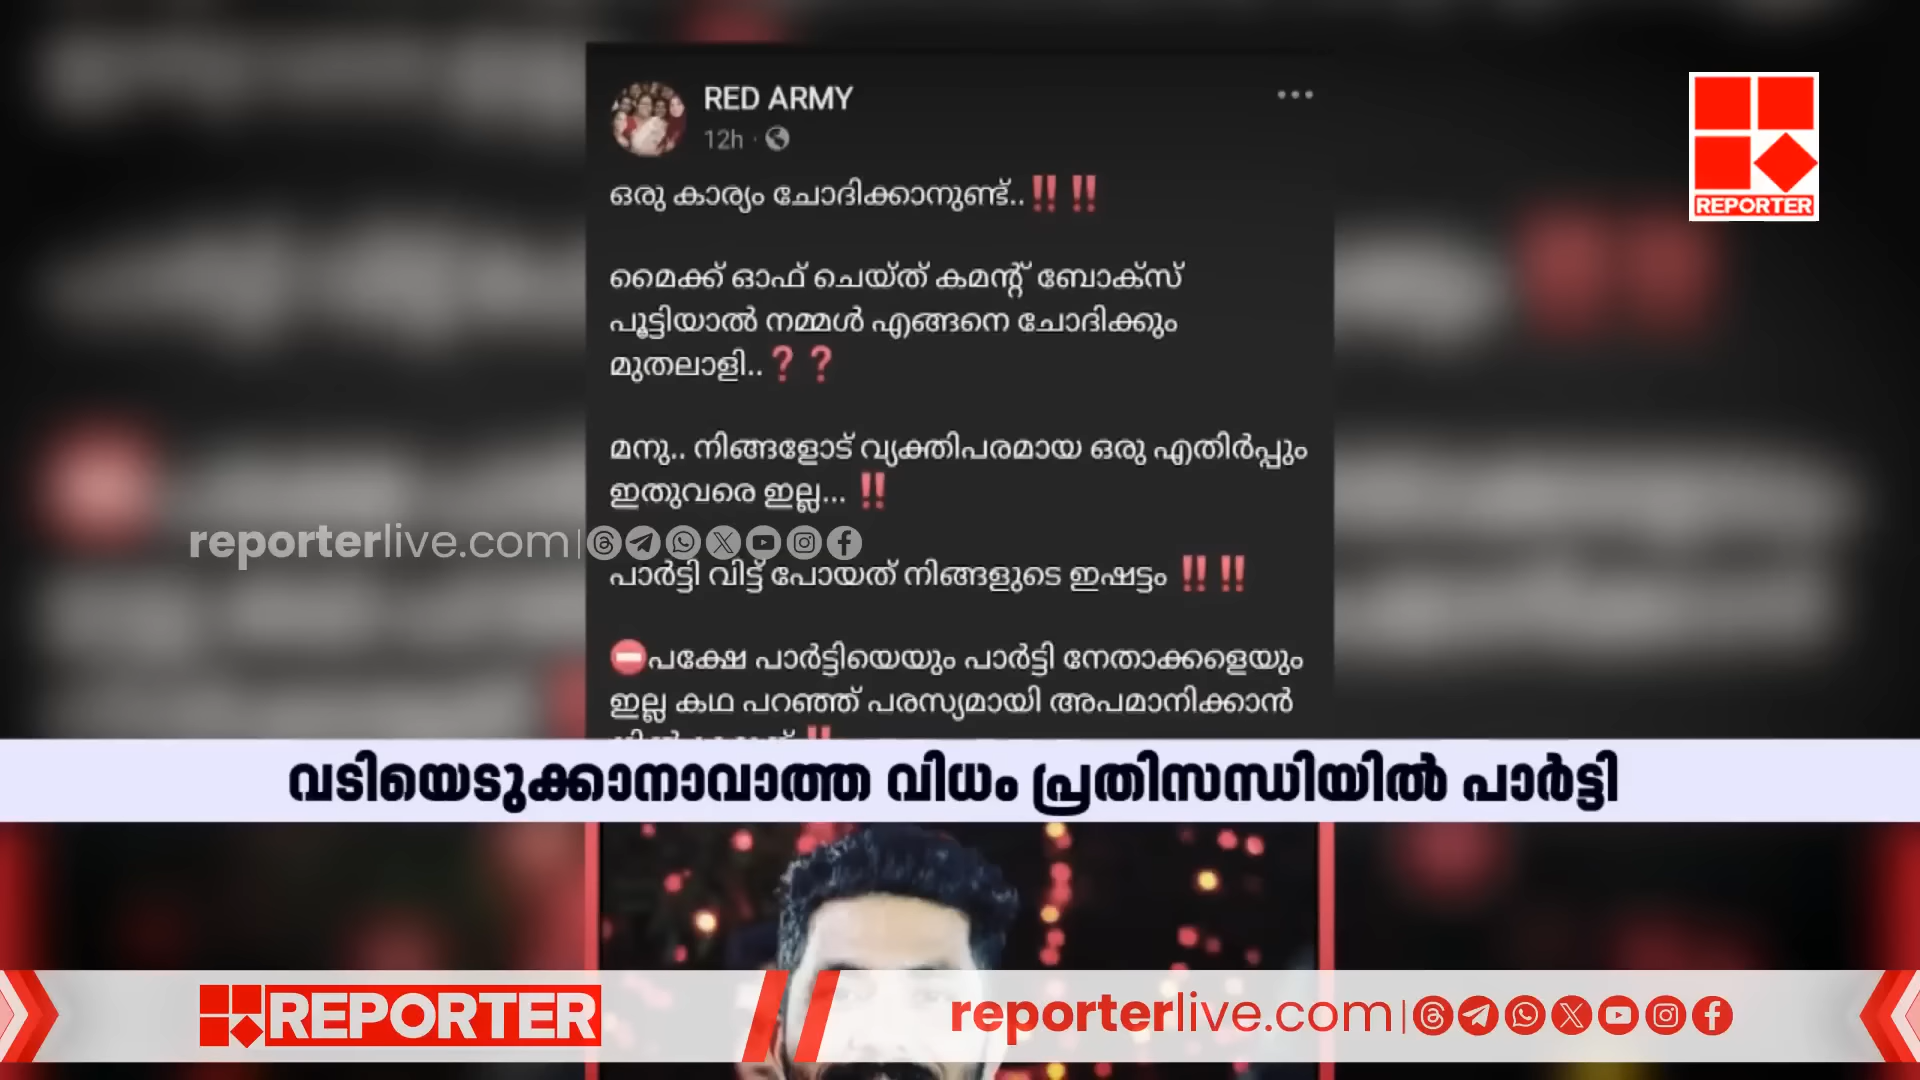 RED ARMY
12h
ഒരു കാര്യം ചോദിക്കാനുണ്ട്..‼️‼️
മൈക്ക് ഓഫ് ചെയ്ത് കമന്റ് ബോക്സ്
പൂട്ടിയാൽ നമ്മൾ എങ്ങനെ ചോദിക്കും
മുതലാളി..❓❓
മനു.. നിങ്ങളോട് വ്യക്തിപരമായ ഒരു എതിർപ്പും
ഇതുവരെ ഇല്ല... ‼️
പാർട്ടി വിട്ട് പോയത് നിങ്ങളുടെ ഇഷട്ടം ‼️‼️
⛔പക്ഷേ പാർട്ടിയെയും പാർട്ടി നേതാക്കളെയും
ഇല്ല കഥ പറഞ്ഞ് പരസ്യമായി അപമാനിക്കാൻ
REPORTER
reporterlive.com
വടിയെടുക്കാനാവാത്ത വിധം പ്രതിസന്ധിയിൽ പാർട്ടി
REPORTER
reporterlive.com